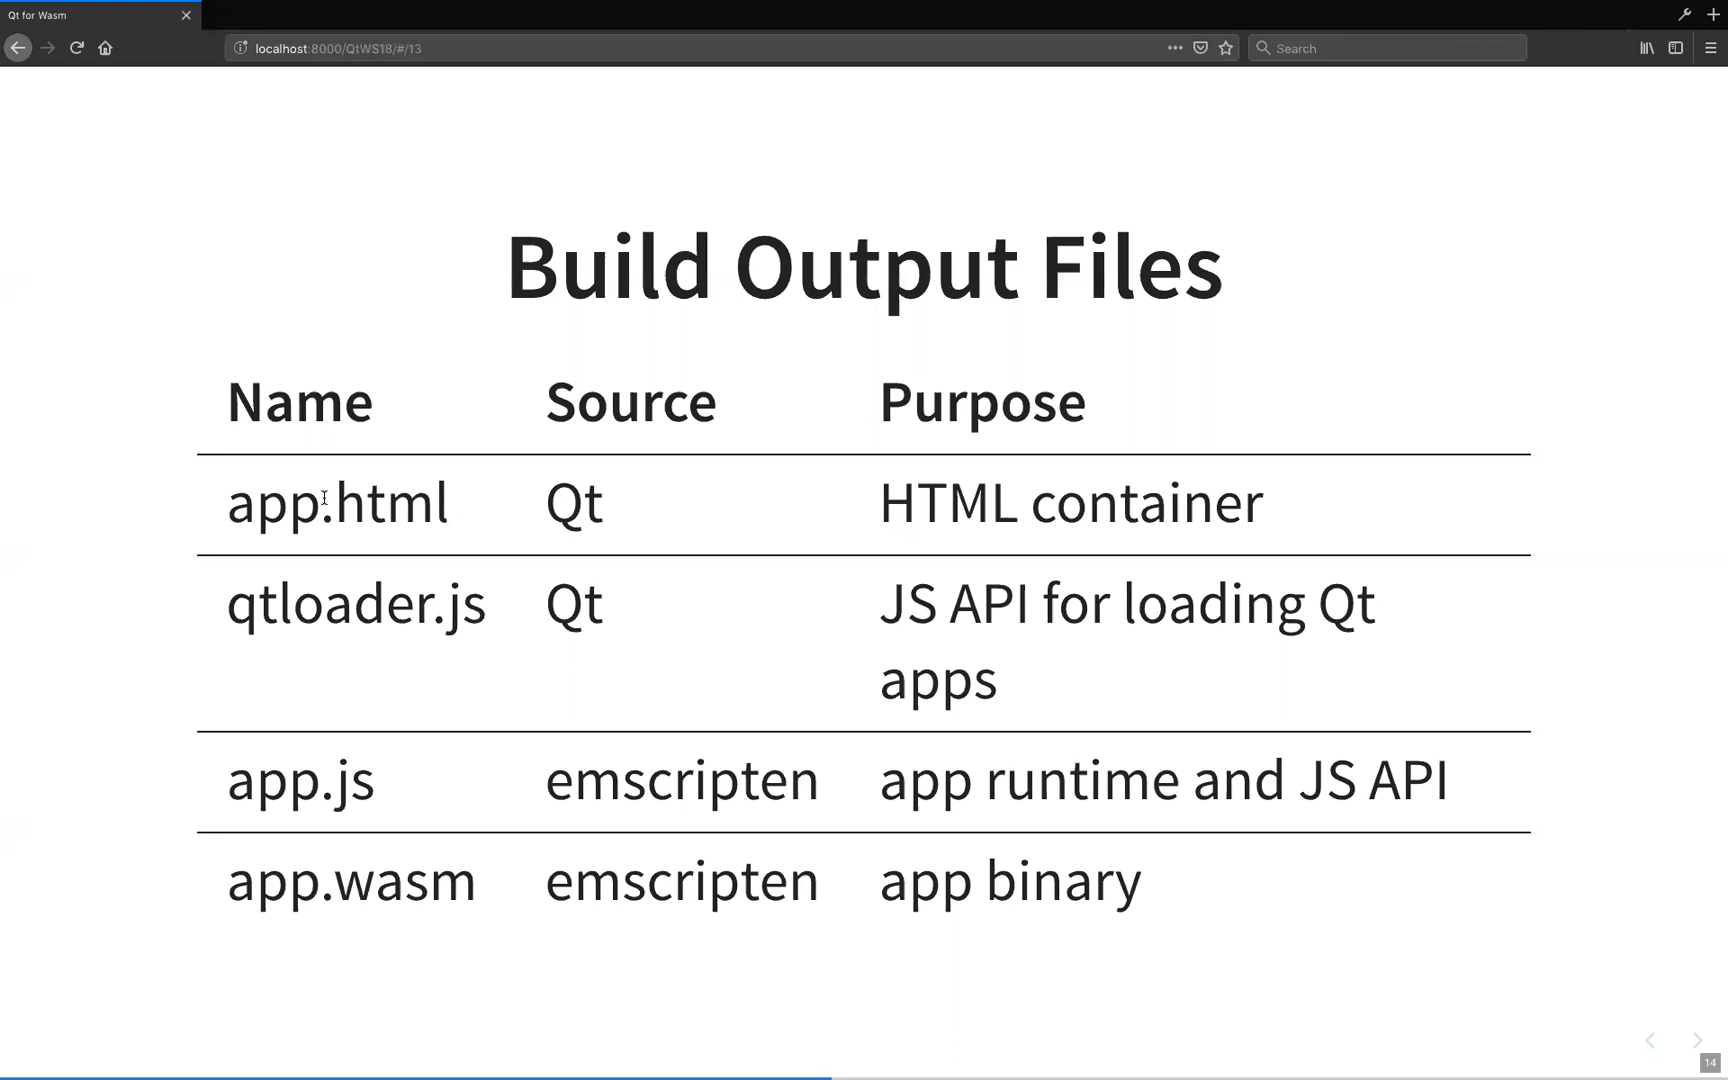 Qt for Wasm
localhost:8000/QtWS18/#/13
Search
Build Output Files
Name Source Purpose
app.html Qt HTML container
qtloader.js Qt JS API for loading Qt
apps
app.js emscripten app runtime and JS API
app.wasm emscripten app binary
14